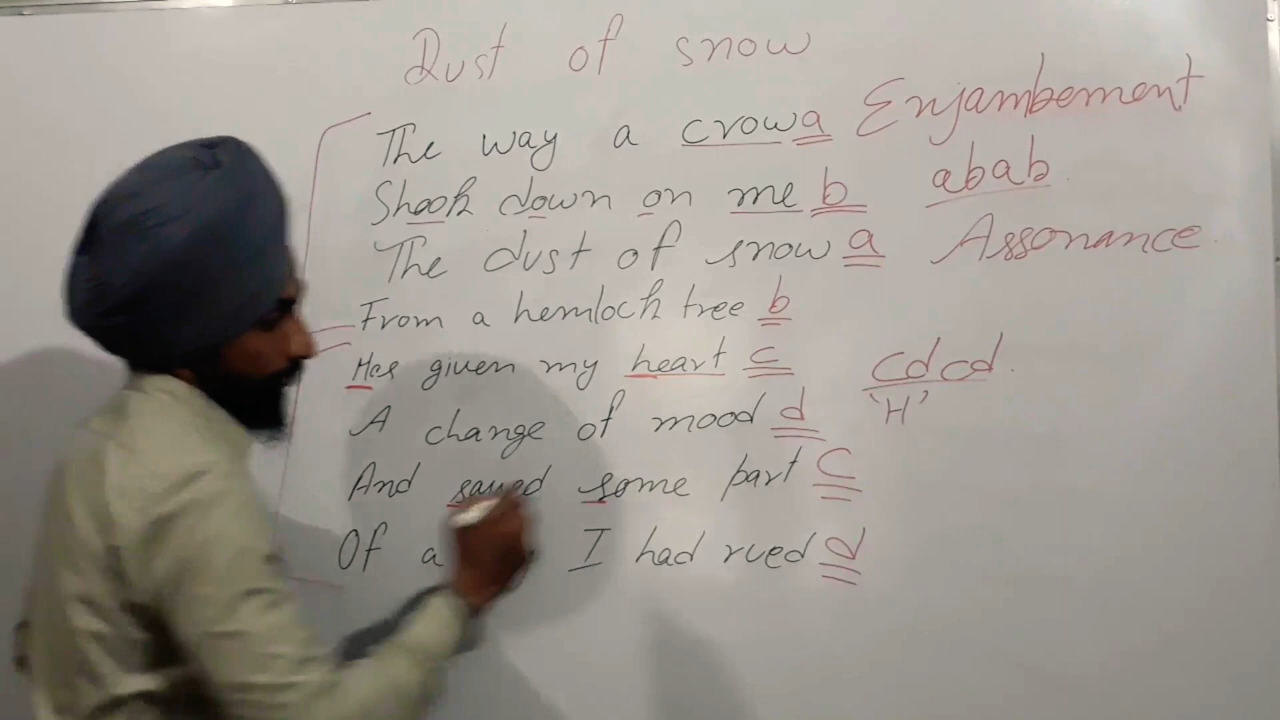 Dust of snow
The way a crow a Enjambement
Shook down on me b abab
The dust of snow a Assonance
From a hemlock tree b
Has given my heart c cdcd.
'H'
A change of mood d
And saved some part c
Of a I had rued d